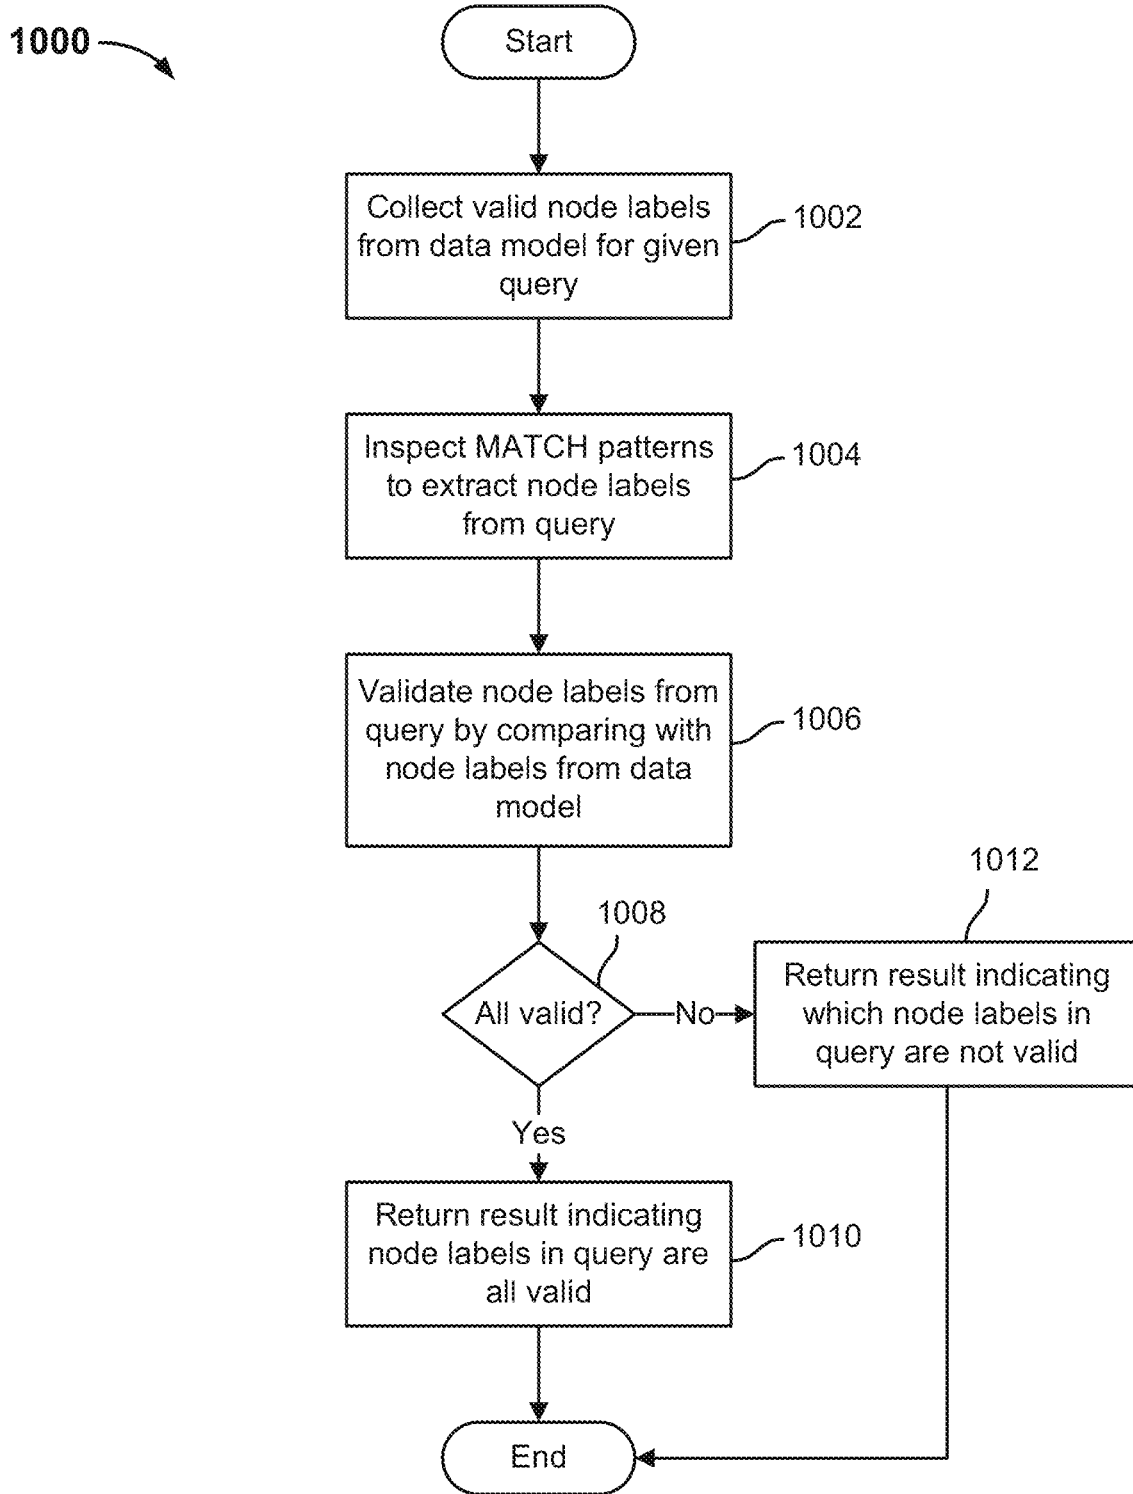 1000
Start
Collect valid node labels
from data model for given
query
1002
Inspect MATCH patterns
to extract node labels
from query
1004
Validate node labels from
query by comparing with
node labels from data
model
1006
1008
All valid?
No
1012
Return result indicating
which node labels in
query are not valid
Yes
Return result indicating
node labels in query are
all valid
1010
End